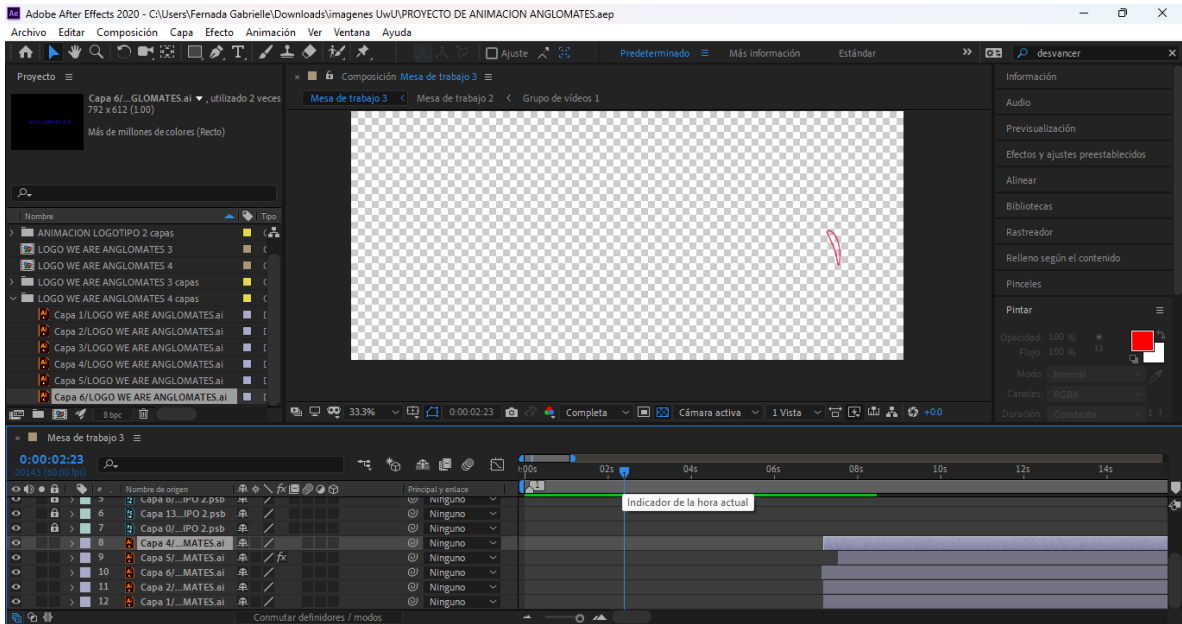 Adobe After Effects 2020 - C:\Users\Fernada Gabrielle\Downloads\imagenes UwU\PROYECTO DE ANIMACION ANGLOMATES.aep
Archivo Editar Composición Capa Efecto Animación Ver Ventana Ayuda
Ajuste Predeterminado Más información Estándar desvancer
Proyecto
Capa 6/...GLOMATES.ai , utilizado 2 veces
792 x 612 (1.00)
Más de millones de colores (Recto)
Nombre Tipo
ANIMACION LOGOTIPO 2 capas
LOGO WE ARE ANGLOMATES 3
LOGO WE ARE ANGLOMATES 4
LOGO WE ARE ANGLOMATES 3 capas
LOGO WE ARE ANGLOMATES 4 capas
Capa 1/LOGO WE ARE ANGLOMATES.ai
Capa 2/LOGO WE ARE ANGLOMATES.ai
Capa 3/LOGO WE ARE ANGLOMATES.ai
Capa 4/LOGO WE ARE ANGLOMATES.ai
Capa 5/LOGO WE ARE ANGLOMATES.ai
Capa 6/LOGO WE ARE ANGLOMATES.ai
8 bpc
Composición Mesa de trabajo 3
Mesa de trabajo 3 Mesa de trabajo 2 Grupo de vídeos 1
33.3% 0:00:02:23 Completa Cámara activa 1 Vista +0.0
Información
Audio
Previsualización
Efectos y ajustes preestablecidos
Alinear
Bibliotecas
Rastreador
Relleno según el contenido
Pinceles
Pintar
Opacidad: 100 %
Flujo: 100 % 13
Modo: Normal
Canales: RGBA
Duración: Constante 1 f
Mesa de trabajo 3
0:00:02:23
00143 (60.00 fps)
# Nombre de origen Principal y enlace
5 Capa 8/...IPO 2.psb Ninguno
6 Capa 13...IPO 2.psb Ninguno
7 Capa 0/...IPO 2.psb Ninguno
8 Capa 4/...MATES.ai Ninguno
9 Capa 5/...MATES.ai fx Ninguno
10 Capa 6/...MATES.ai Ninguno
11 Capa 2/...MATES.ai Ninguno
12 Capa 1/...MATES.ai Ninguno
Conmutar definidores / modos
:00s 02s 04s 06s 08s 10s 12s 14s
Indicador de la hora actual